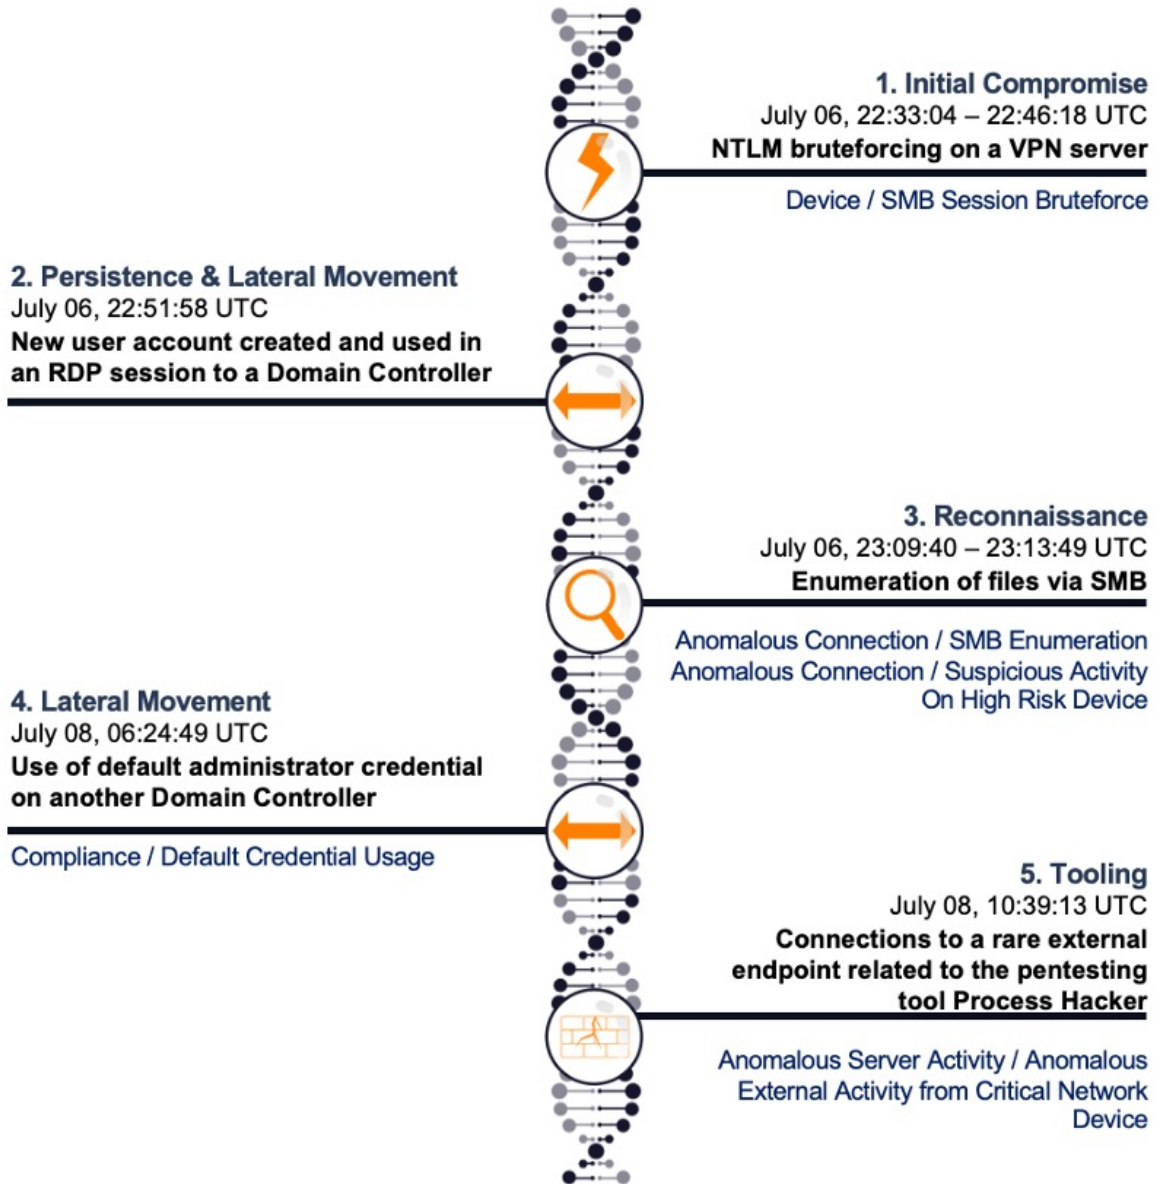 1. Initial Compromise
July 06, 22:33:04 – 22:46:18 UTC
NTLM bruteforcing on a VPN server
Device / SMB Session Bruteforce
2. Persistence & Lateral Movement
July 06, 22:51:58 UTC
New user account created and used in
an RDP session to a Domain Controller
3. Reconnaissance
July 06, 23:09:40 – 23:13:49 UTC
Enumeration of files via SMB
Anomalous Connection / SMB Enumeration
Anomalous Connection / Suspicious Activity
On High Risk Device
4. Lateral Movement
July 08, 06:24:49 UTC
Use of default administrator credential
on another Domain Controller
Compliance / Default Credential Usage
5. Tooling
July 08, 10:39:13 UTC
Connections to a rare external
endpoint related to the pentesting
tool Process Hacker
Anomalous Server Activity / Anomalous
External Activity from Critical Network
Device